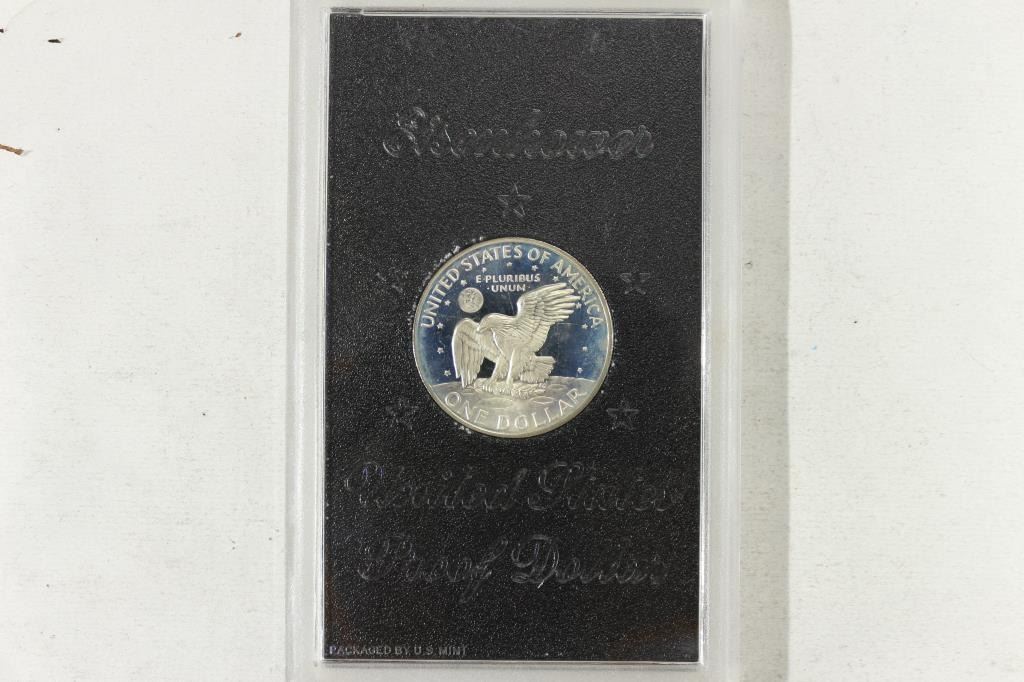 Eisenhower
UNITED STATES OF AMERICA
E·PLURIBUS
·UNUM·
ONE DOLLAR
United States
Proof Dollar
PACKAGED BY U.S. MINT